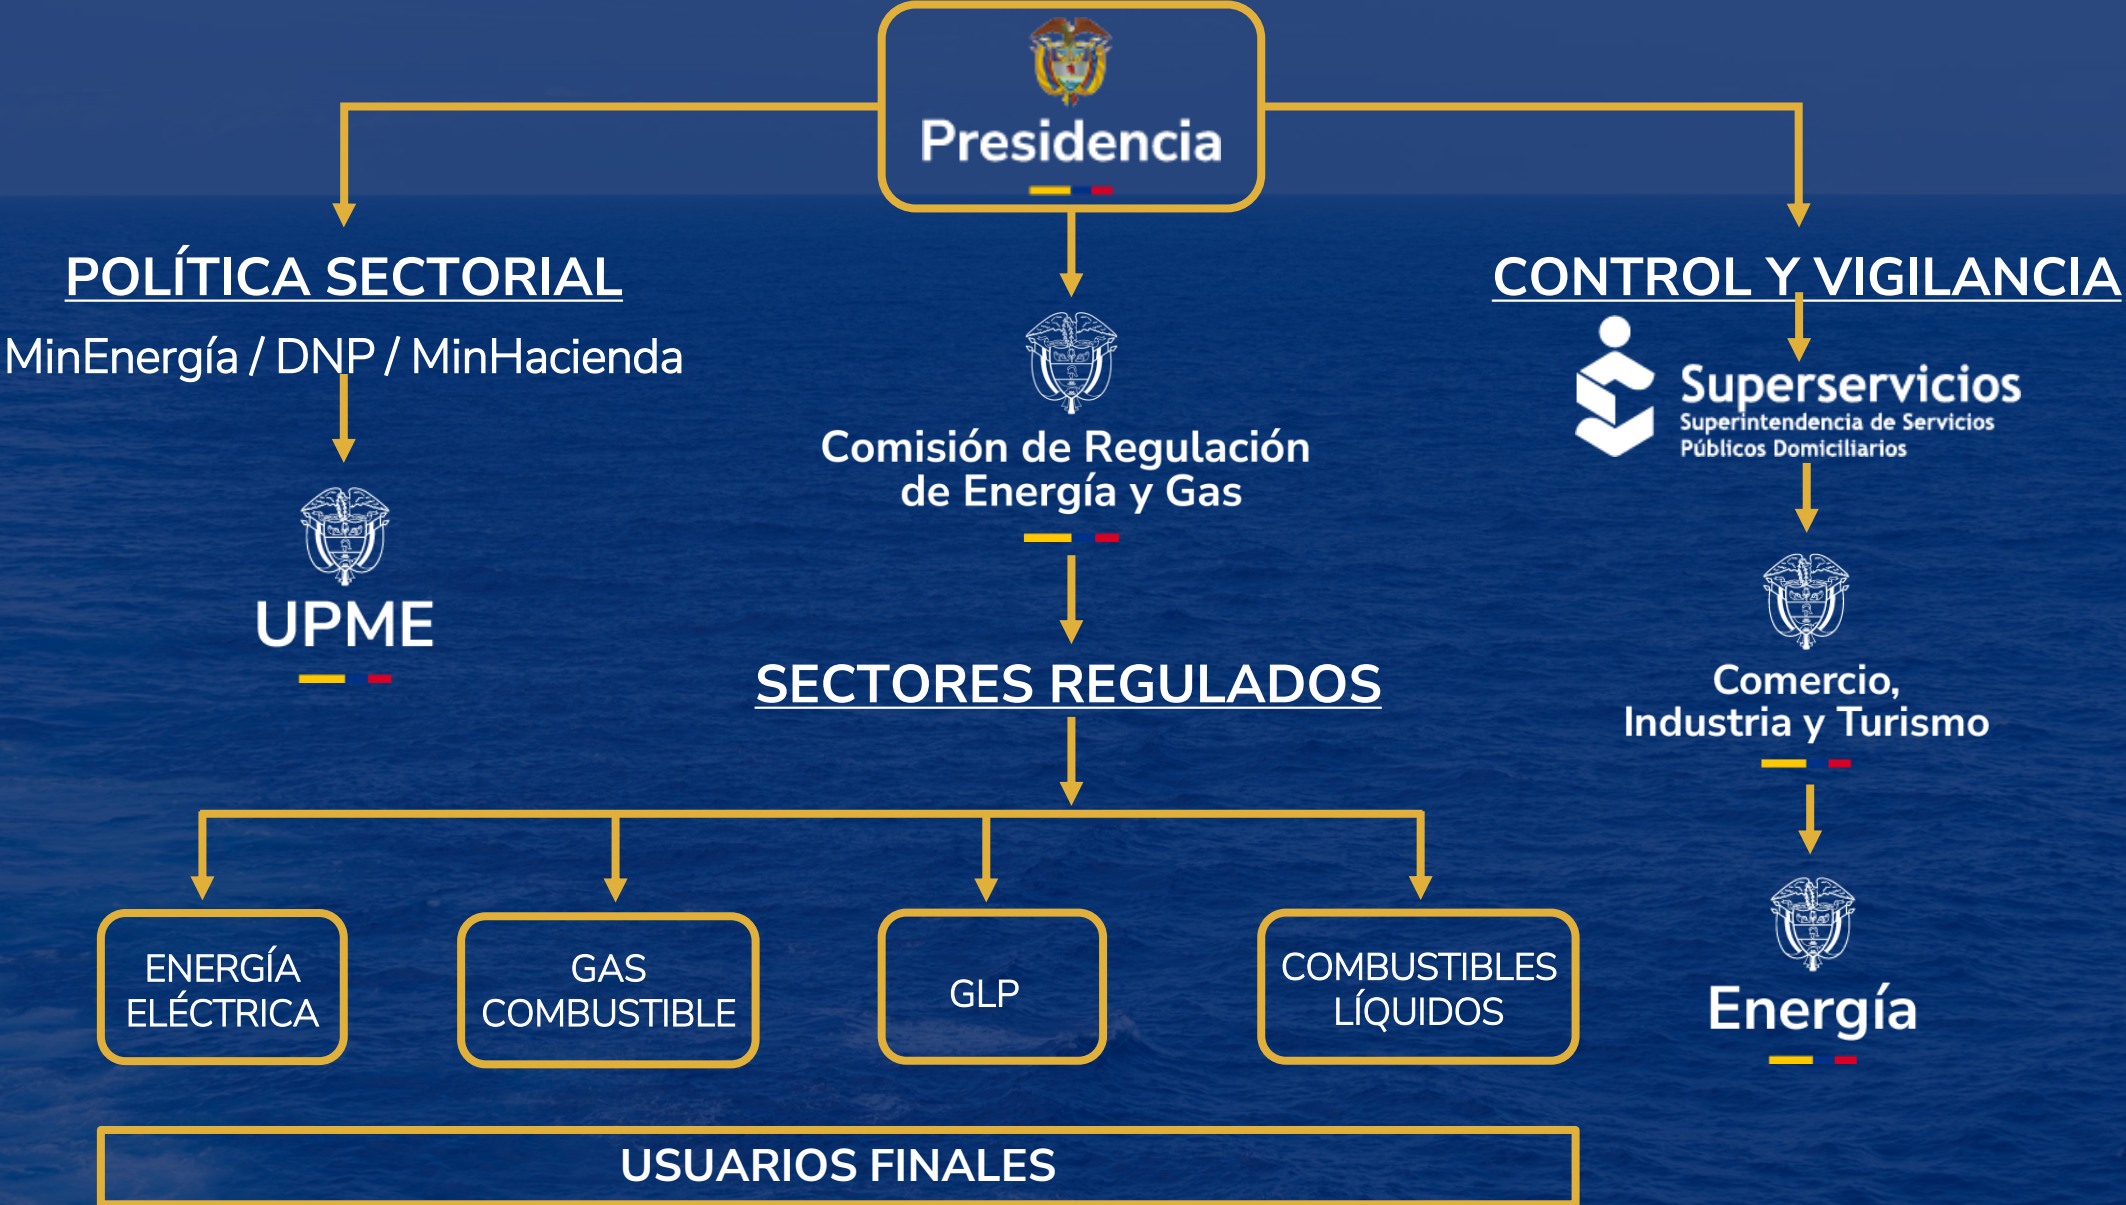 Presidencia
POLÍTICA SECTORIAL
MinEnergía / DNP / MinHacienda
UPME
Comisión de Regulación
de Energía y Gas
SECTORES REGULADOS
CONTROL Y VIGILANCIA
Superservicios
Superintendencia de Servicios
Públicos Domiciliarios
Comercio,
Industria y Turismo
Energía
ENERGÍA
ELÉCTRICA
GAS
COMBUSTIBLE
GLP
COMBUSTIBLES
LÍQUIDOS
USUARIOS FINALES